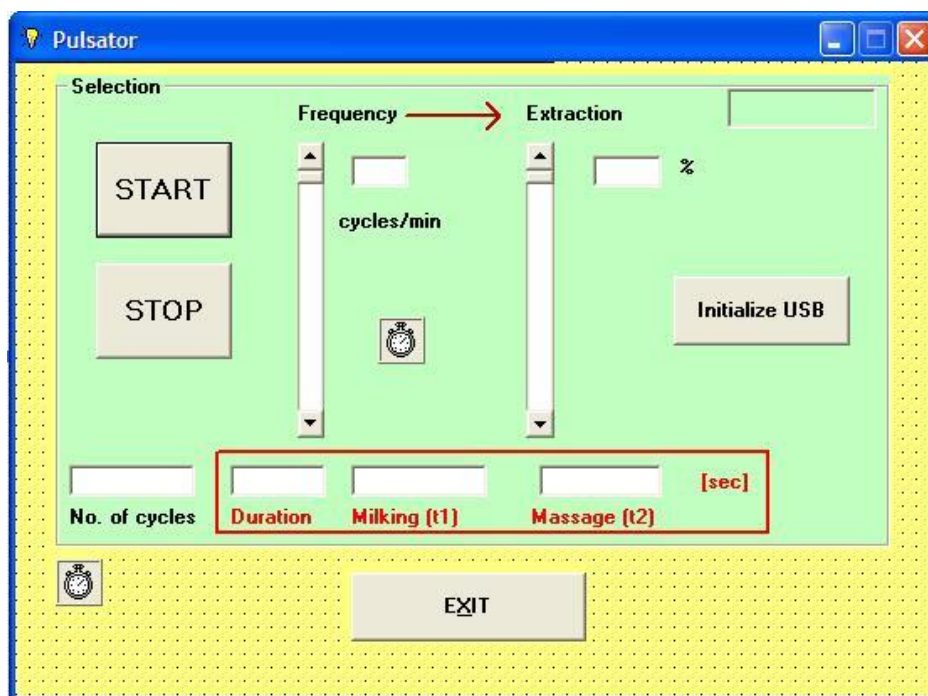 Pulsator
Selection
Frequency
Extraction
START
%
cycles/min
STOP
Initialize USB
[sec]
No. of cycles
Duration
Milking (t1)
Massage (t2)
EXIT